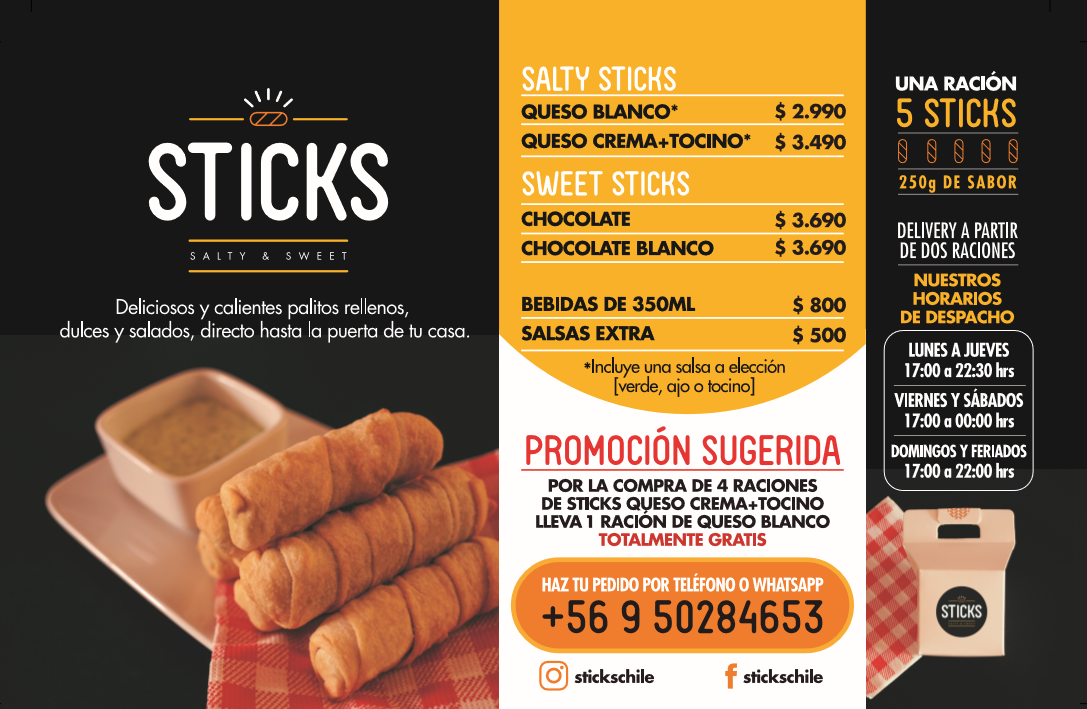 STICKS
SALTY & SWEET
Deliciosos y calientes palitos rellenos,
dulces y salados, directo hasta la puerta de tu casa.
SALTY STICKS
QUESO BLANCO* $ 2.990
QUESO CREMA+TOCINO* $ 3.490
SWEET STICKS
CHOCOLATE $ 3.690
CHOCOLATE BLANCO $ 3.690
BEBIDAS DE 350ML $ 800
SALSAS EXTRA $ 500
*Incluye una salsa a elección
[verde, ajo o tocino]
PROMOCIÓN SUGERIDA
POR LA COMPRA DE 4 RACIONES
DE STICKS QUESO CREMA+TOCINO
LLEVA 1 RACIÓN DE QUESO BLANCO
TOTALMENTE GRATIS
HAZ TU PEDIDO POR TELÉFONO O WHATSAPP
+56 9 50284653
stickschile
stickschile
UNA RACIÓN
5 STICKS
250g DE SABOR
DELIVERY A PARTIR
DE DOS RACIONES
NUESTROS
HORARIOS
DE DESPACHO
LUNES A JUEVES
17:00 a 22:30 hrs
VIERNES Y SÁBADOS
17:00 a 00:00 hrs
DOMINGOS Y FERIADOS
17:00 a 22:00 hrs
STICKS